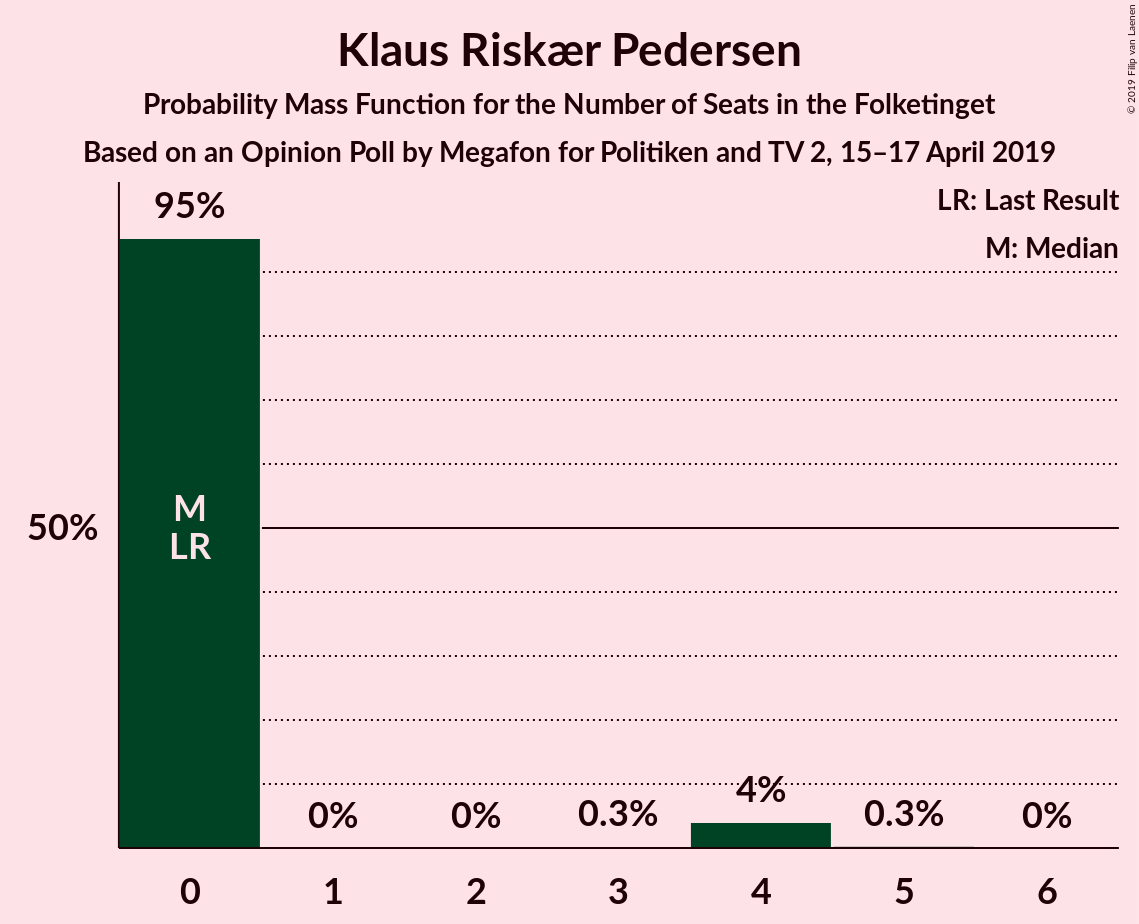 Klaus Riskær Pedersen
Probability Mass Function for the Number of Seats in the Folketinget
Based on an Opinion Poll by Megafon for Politiken and TV 2, 15–17 April 2019
© 2019 Filip van Laenen
LR: Last Result
M: Median
95%
50%
M
LR
0%
0%
0.3%
4%
0.3%
0%
0
1
2
3
4
5
6